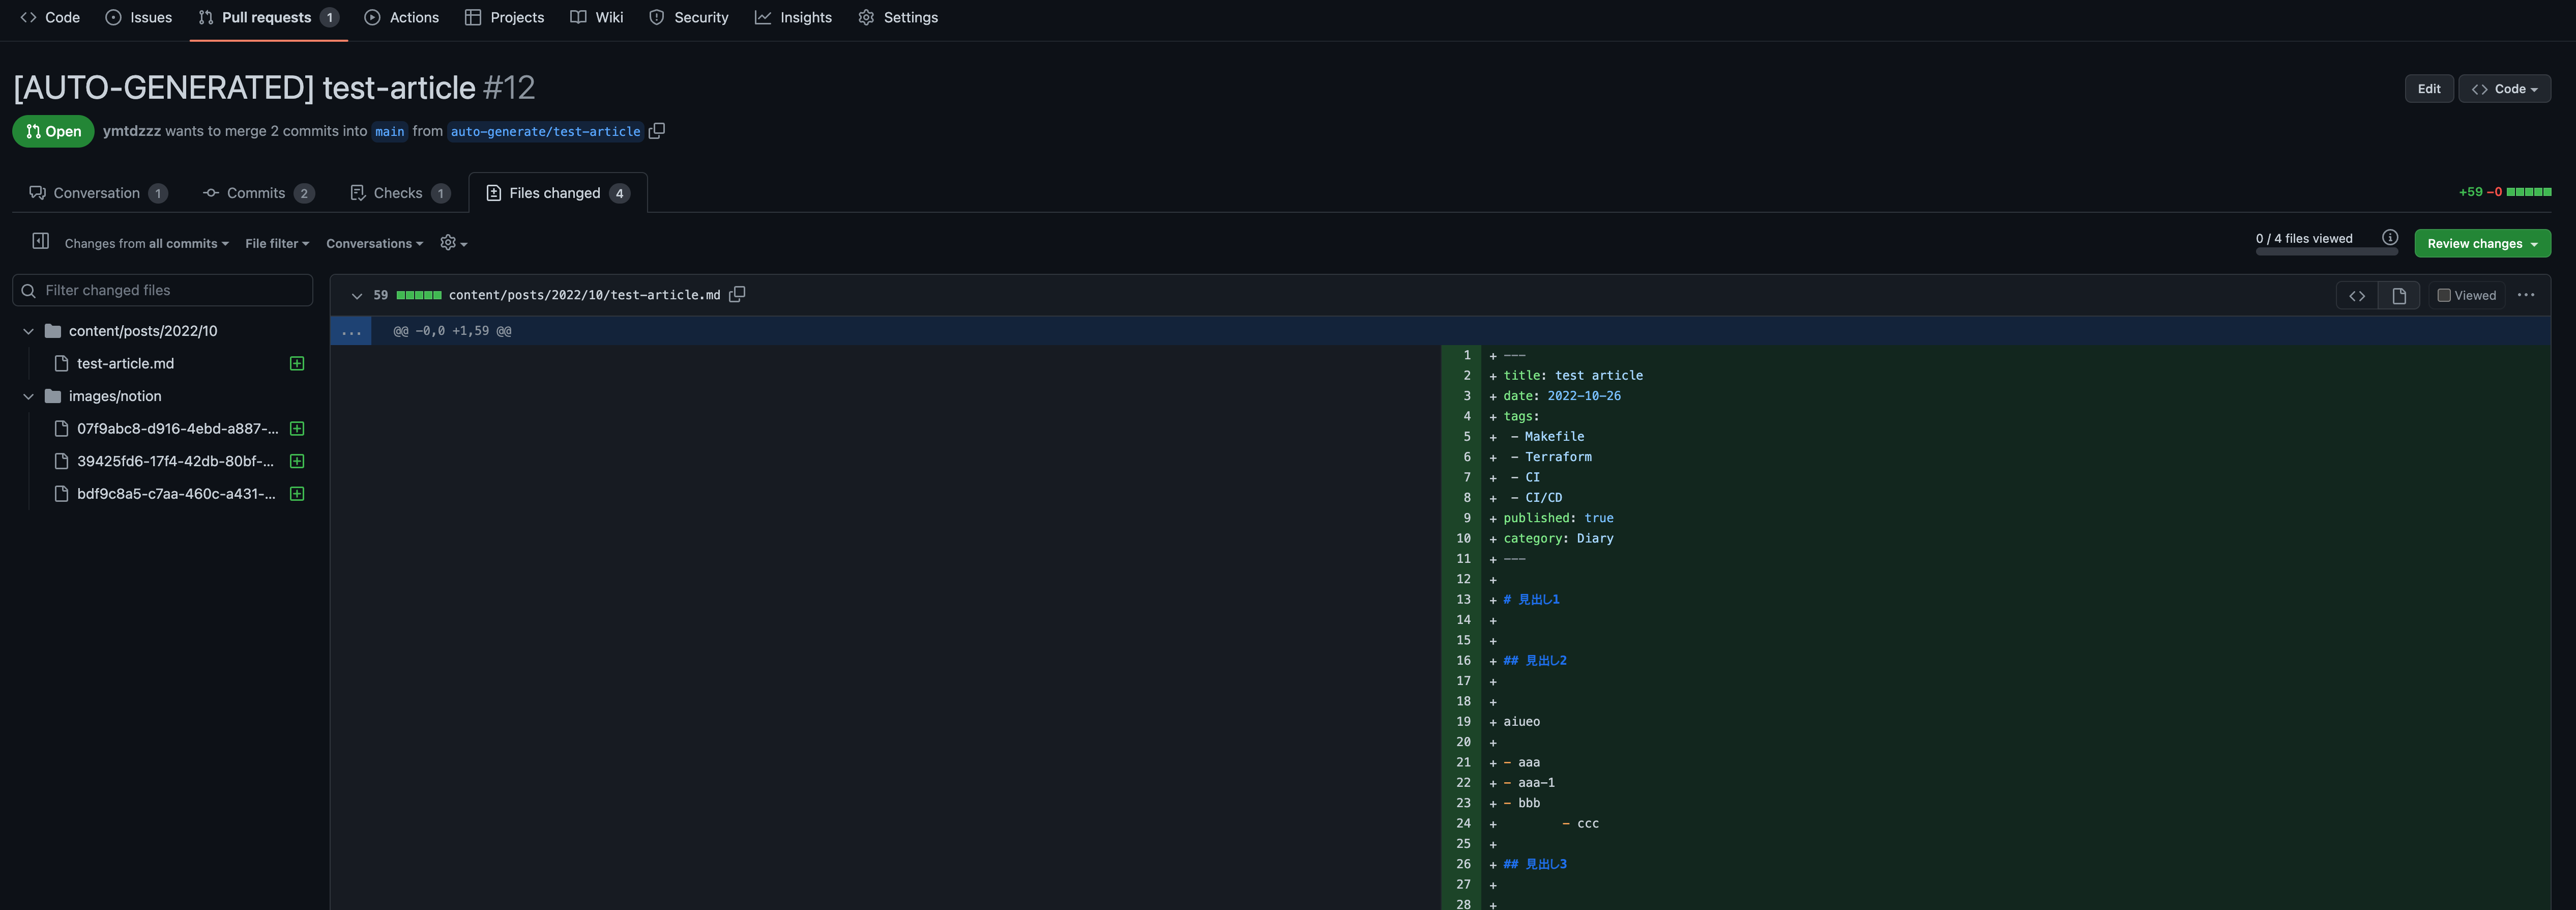 Code Issues Pull requests 1 Actions Projects Wiki Security Insights Settings
[AUTO-GENERATED] test-article #12
Edit Code
Open ymtdzzz wants to merge 2 commits into main from auto-generate/test-article
Conversation 1 Commits 2 Checks 1 Files changed 4
+59 −0
Changes from all commits File filter Conversations
0 / 4 files viewed
Review changes
Filter changed files
content/posts/2022/10
test-article.md
images/notion
07f9abc8-d916-4ebd-a887-...
39425fd6-17f4-42db-80bf-...
bdf9c8a5-c7aa-460c-a431-...
59 content/posts/2022/10/test-article.md
Viewed
... @@ -0,0 +1,59 @@
1 + ---
2 + title: test article
3 + date: 2022-10-26
4 + tags:
5 + - Makefile
6 + - Terraform
7 + - CI
8 + - CI/CD
9 + published: true
10 + category: Diary
11 + ---
12 +
13 + # 見出し1
14 +
15 +
16 + ## 見出し2
17 +
18 +
19 + aiueo
20 +
21 + - aaa
22 + - aaa-1
23 + - bbb
24 + - ccc
25 +
26 + ## 見出し3
27 +
28 +